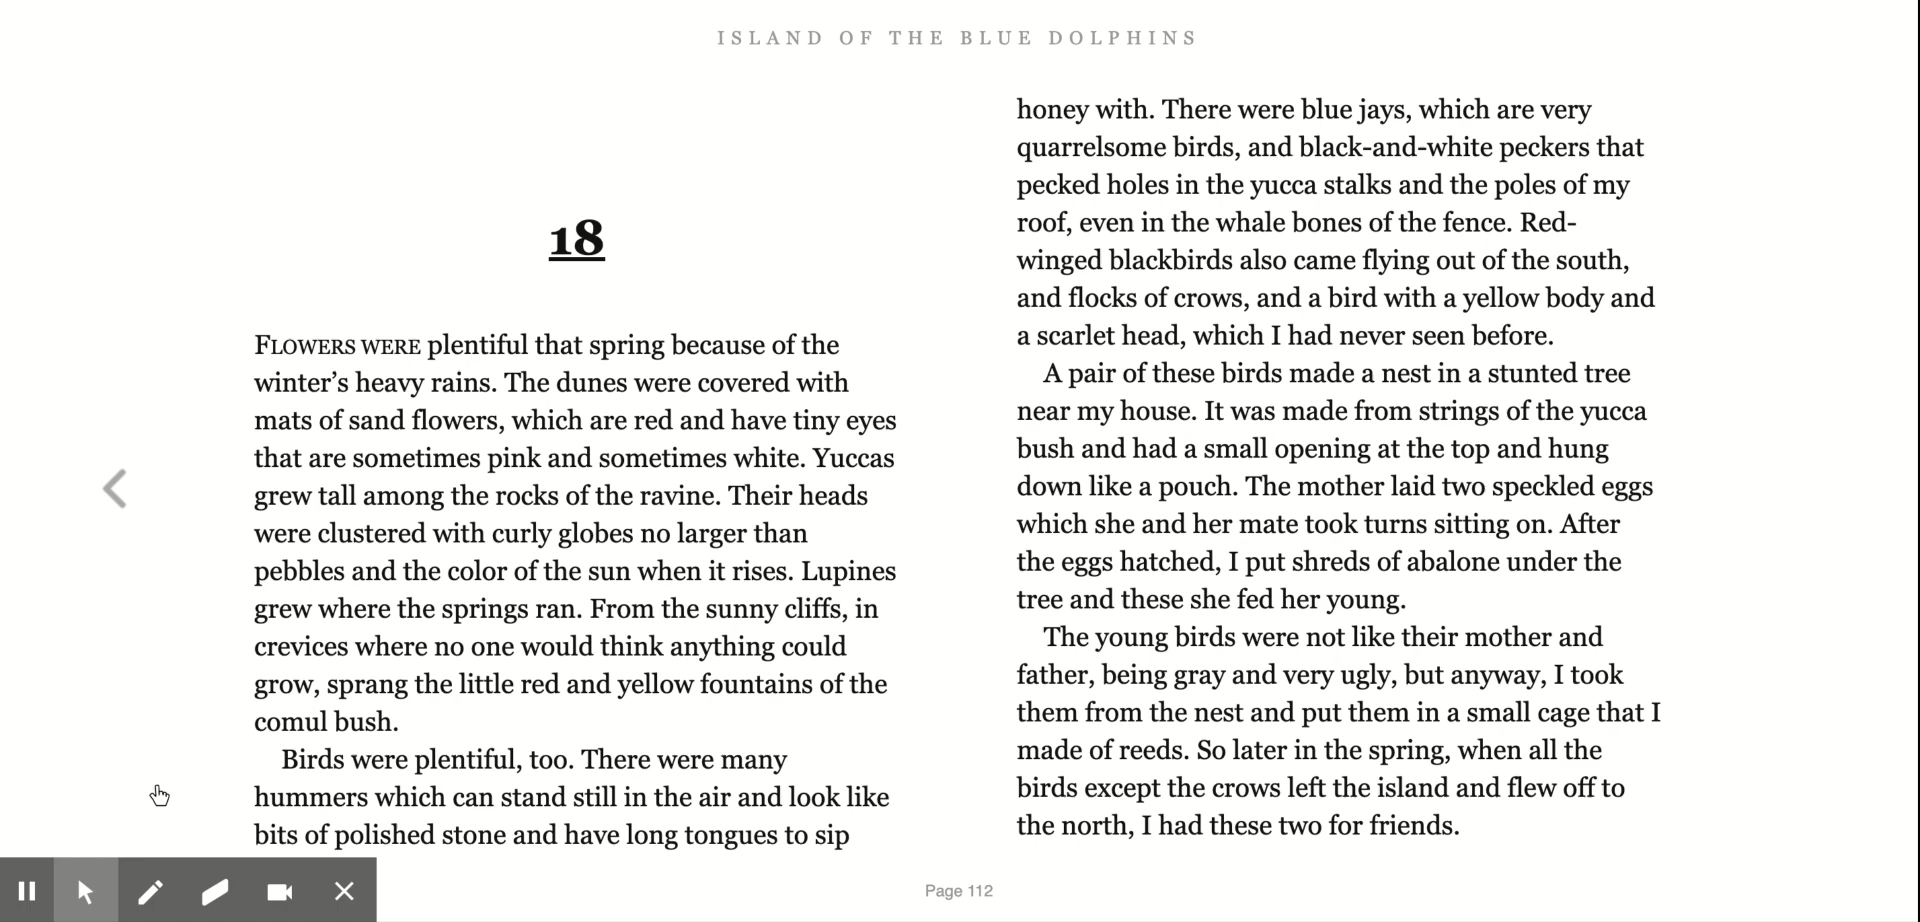 ISLAND OF THE BLUE DOLPHINS
18
FLOWERS WERE plentiful that spring because of the
winter’s heavy rains. The dunes were covered with
mats of sand flowers, which are red and have tiny eyes
that are sometimes pink and sometimes white. Yuccas
grew tall among the rocks of the ravine. Their heads
were clustered with curly globes no larger than
pebbles and the color of the sun when it rises. Lupines
grew where the springs ran. From the sunny cliffs, in
crevices where no one would think anything could
grow, sprang the little red and yellow fountains of the
comul bush.
Birds were plentiful, too. There were many
hummers which can stand still in the air and look like
bits of polished stone and have long tongues to sip
honey with. There were blue jays, which are very
quarrelsome birds, and black-and-white peckers that
pecked holes in the yucca stalks and the poles of my
roof, even in the whale bones of the fence. Red-
winged blackbirds also came flying out of the south,
and flocks of crows, and a bird with a yellow body and
a scarlet head, which I had never seen before.
A pair of these birds made a nest in a stunted tree
near my house. It was made from strings of the yucca
bush and had a small opening at the top and hung
down like a pouch. The mother laid two speckled eggs
which she and her mate took turns sitting on. After
the eggs hatched, I put shreds of abalone under the
tree and these she fed her young.
The young birds were not like their mother and
father, being gray and very ugly, but anyway, I took
them from the nest and put them in a small cage that I
made of reeds. So later in the spring, when all the
birds except the crows left the island and flew off to
the north, I had these two for friends.
Page 112